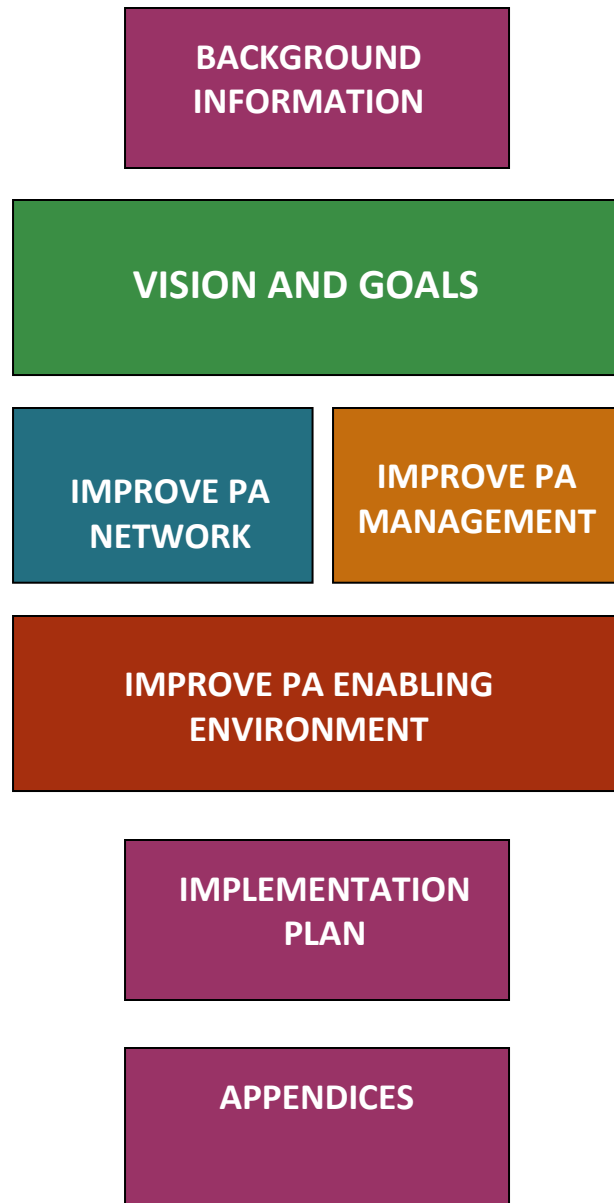 BACKGROUND
INFORMATION
VISION AND GOALS
IMPROVE PA
NETWORK
IMPROVE PA
MANAGEMENT
IMPROVE PA ENABLING
ENVIRONMENT
IMPLEMENTATION
PLAN
APPENDICES